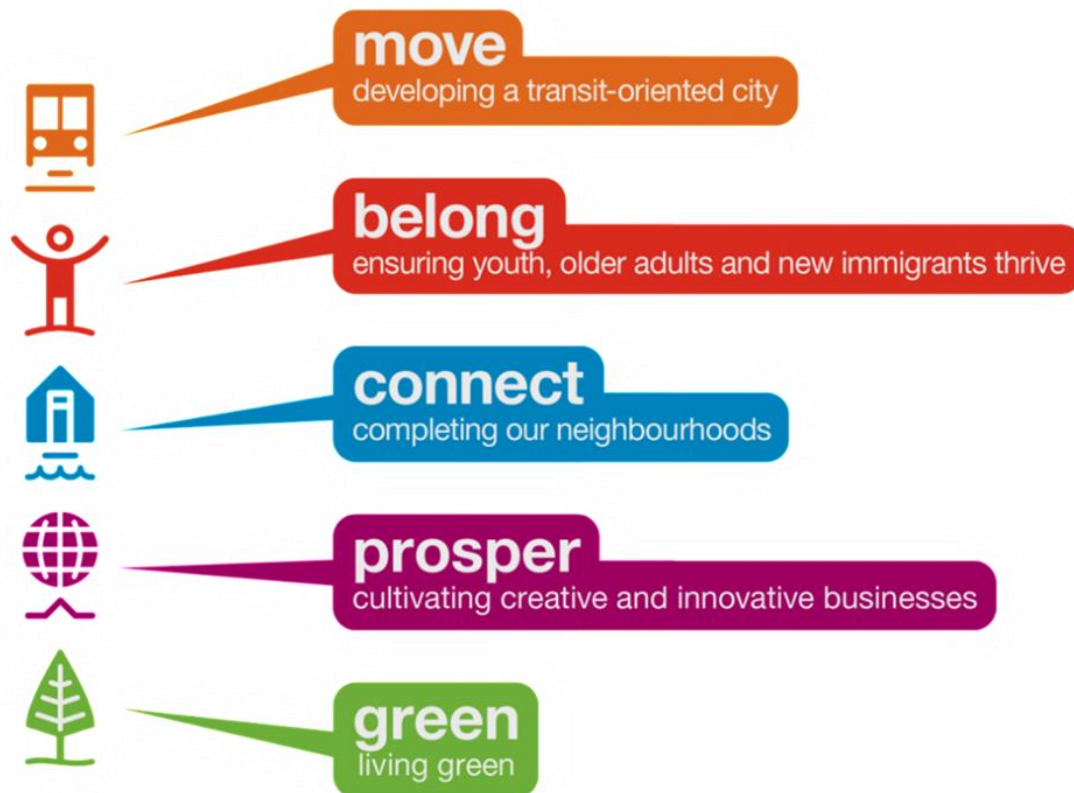 move
developing a transit-oriented city
belong
ensuring youth, older adults and new immigrants thrive
connect
completing our neighbourhoods
prosper
cultivating creative and innovative businesses
green
living green